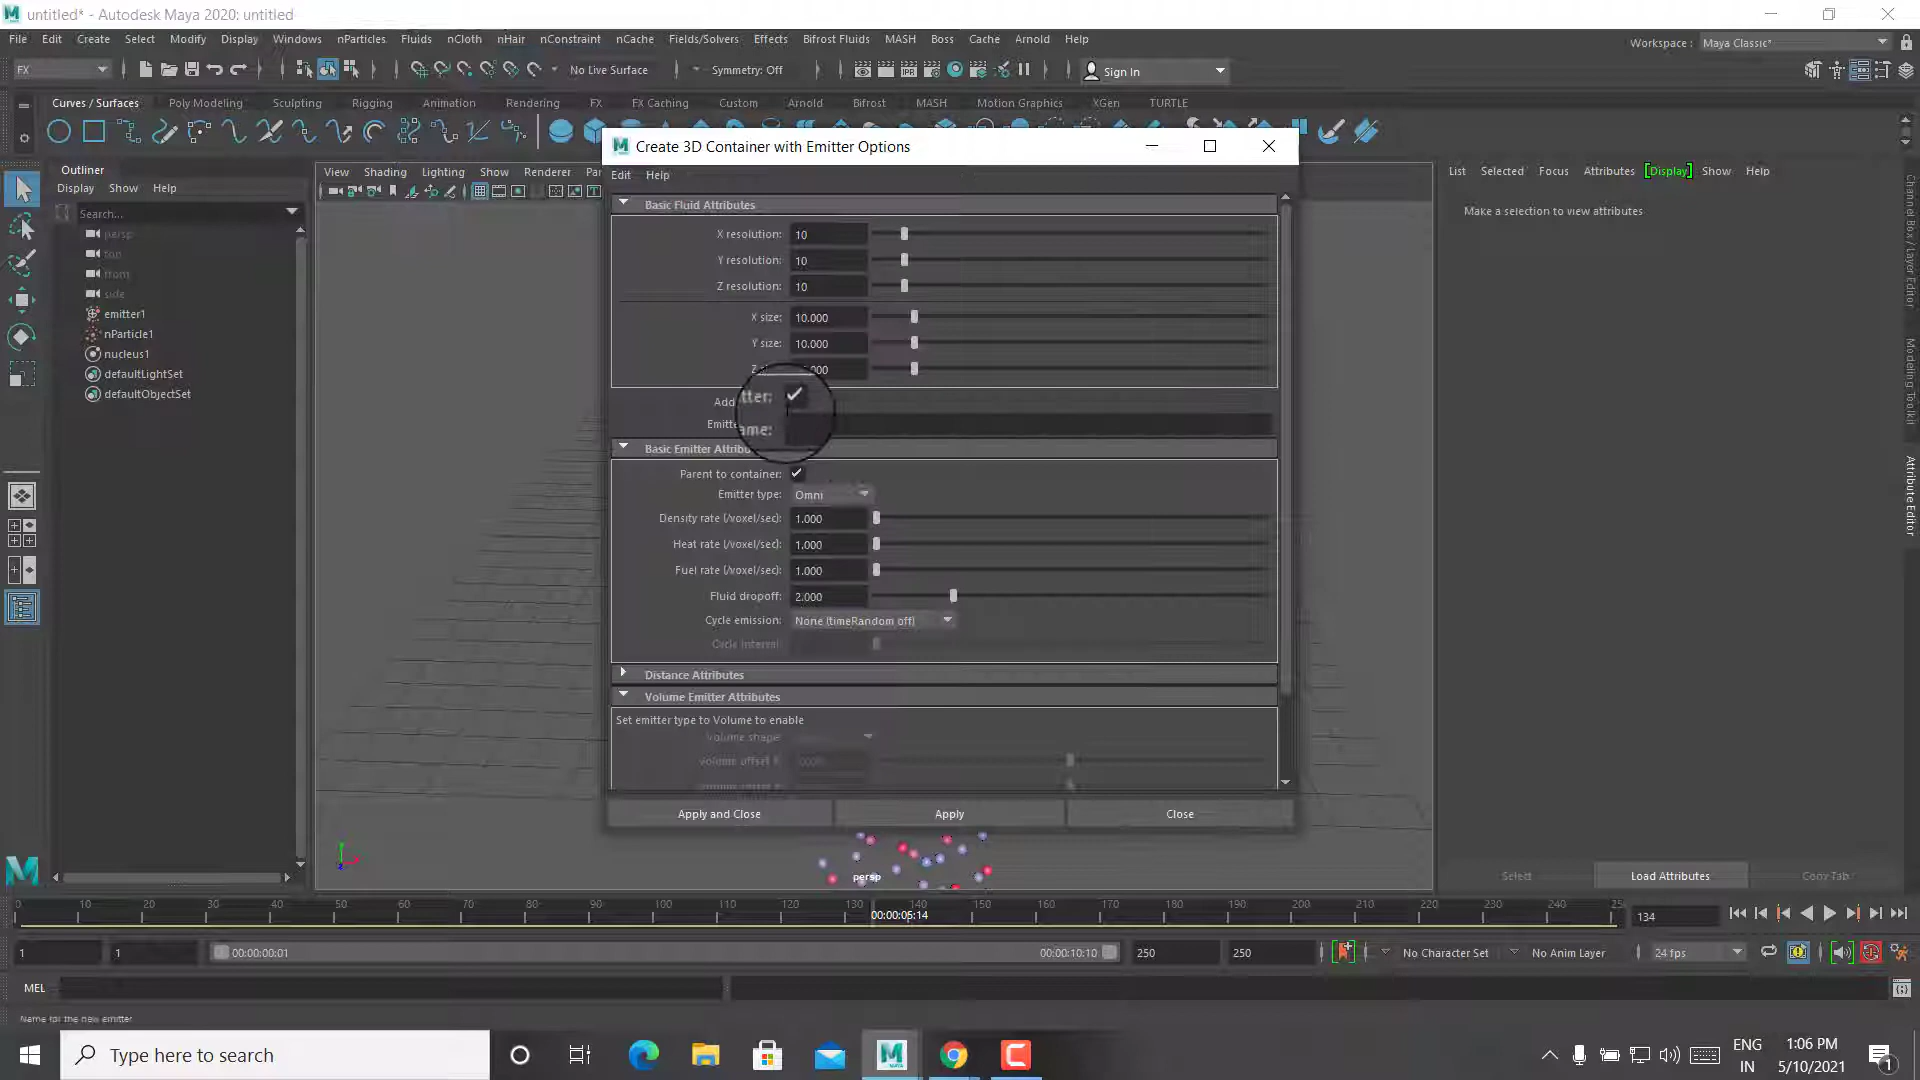 untitled* - Autodesk Maya 2020: untitled
File Edit Create Select Modify Display Windows nParticles Fluids nCloth nHair nConstraint nCache Fields/Solvers Effects Bifrost Fluids MASH Boss Cache Arnold Help
Workspace : Maya Classic*
FX
No Live Surface
Symmetry: Off
IPR
Sign In
Curves / Surfaces Poly Modeling Sculpting Rigging Animation Rendering FX FX Caching Custom Arnold Bifrost MASH Motion Graphics XGen TURTLE
Outliner
Display Show Help
Search...
persp
top
front
side
emitter1
nParticle1
nucleus1
defaultLightSet
defaultObjectSet
View Shading Lighting Show Renderer
Create 3D Container with Emitter Options
Edit Help
Basic Fluid Attributes
X resolution: 10
Y resolution: 10
Z resolution: 10
X size: 10.000
Y size: 10.000
Add tter:
Emitte ame:
Basic Emitter Attribu
Parent to container:
Emitter type: Omni
Density rate (/voxel/sec): 1.000
Heat rate (/voxel/sec): 1.000
Fuel rate (/voxel/sec): 1.000
Fluid dropoff: 2.000
Cycle emission: None (timeRandom off)
Cycle interval:
Distance Attributes
Volume Emitter Attributes
Set emitter type to Volume to enable
Volume shape:
Apply and Close Apply Close
persp
List Selected Focus Attributes Display Show Help
Make a selection to view attributes
Channel Box / Layer Editor
Modeling Toolkit
Attribute Editor
Select Load Attributes Copy Tab
0 10 20 30 40 50 60 70 80 90 100 110 120 130 140 150 160 170 180 190 200 210 220 230 240 25
00:00:05:14
134
1 1 00:00:00:01 00:00:10:10 250 250 No Character Set No Anim Layer 24 fps
MEL
Name for the new emitter
Type here to search
ENG
IN
1:06 PM
5/10/2021
1